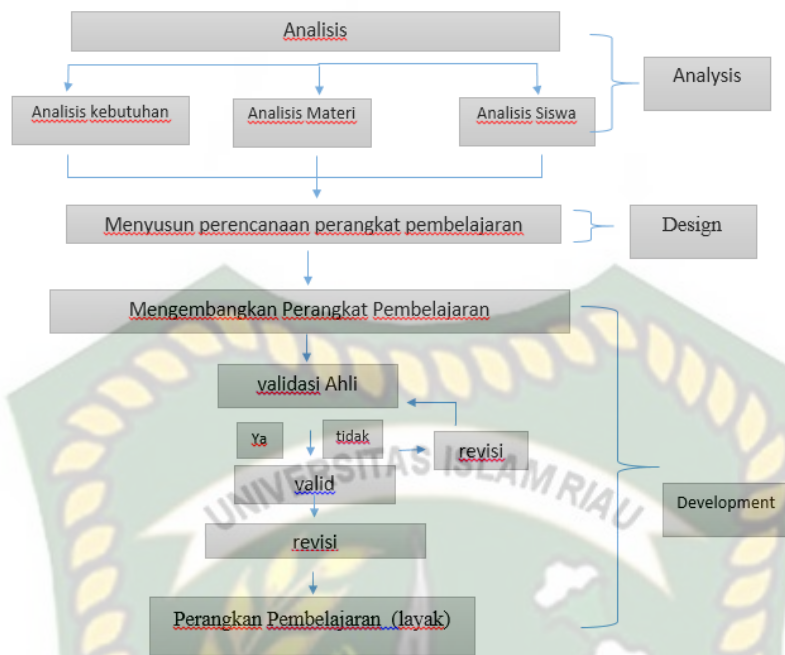 Analisis
Analysis
Analisis kebutuhan
Analisis Materi
Analisis Siswa
Menyusun perencanaan perangkat pembelajaran
Design
Mengembangkan Perangkat Pembelajaran
validasi Ahli
Ya
tidak
revisi
UNIVERSITAS ISLAM RIAU
valid
Development
revisi
Perangkan Pembelajaran (layak)